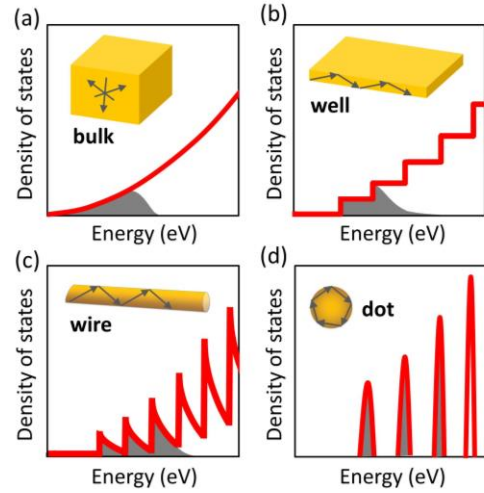 (a)
bulk
Density of states
Energy (eV)
(b)
well
Density of states
Energy (eV)
(c)
wire
Density of states
Energy (eV)
(d)
dot
Density of states
Energy (eV)